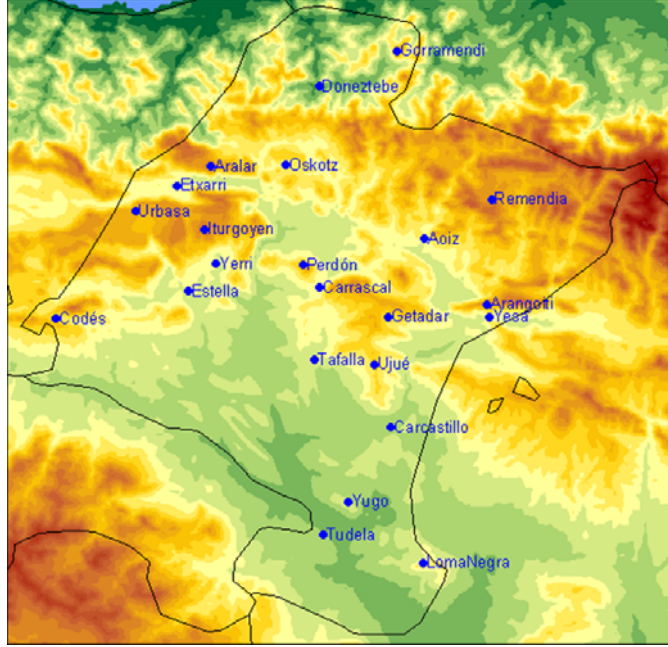 Gorramendi
Doneztebe
Aralar
Oskotz
Etxarri
Remendia
Urbasa
Iturgoyen
Aoiz
Yerri
Perdón
Carrascal
Estella
Arangotti
Codés
Getadar
Yesa
Tafalla
Ujué
Carcastillo
Yugo
Tudela
LomaNegra